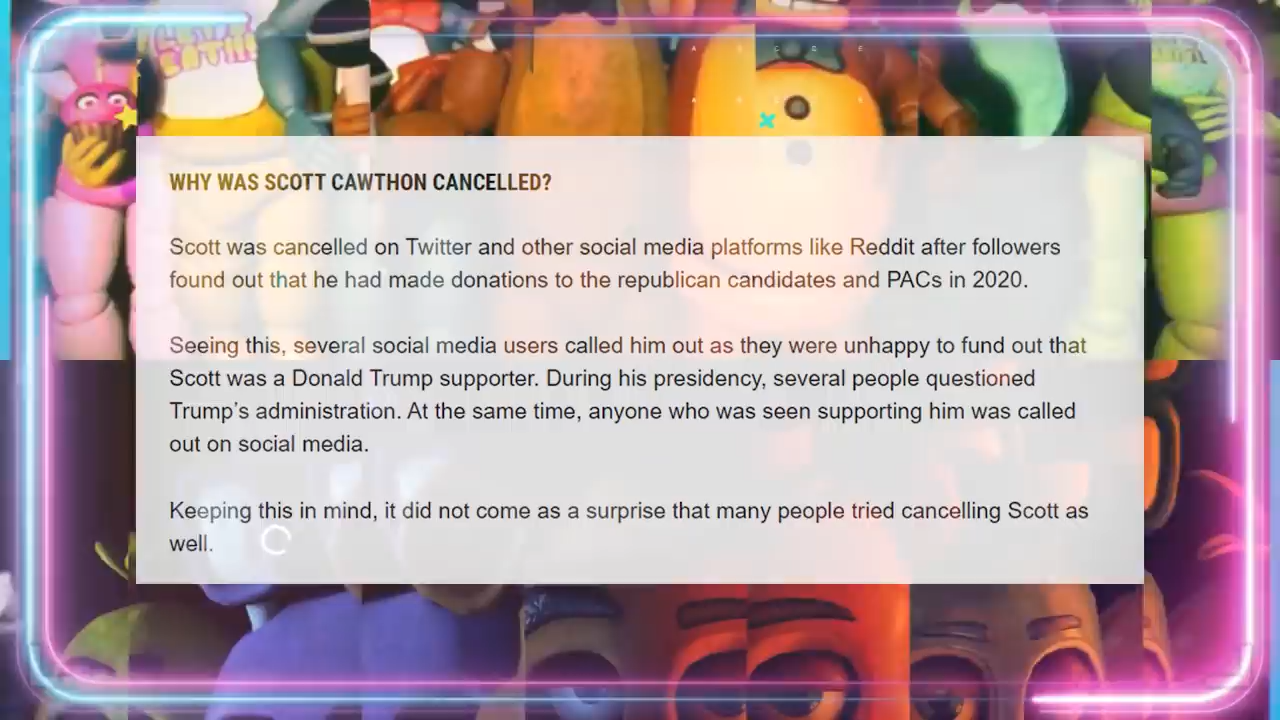 WHY WAS SCOTT CAWTHON CANCELLED?
Scott was cancelled on Twitter and other social media platforms like Reddit after followers
found out that he had made donations to the republican candidates and PACs in 2020.
Seeing this, several social media users called him out as they were unhappy to fund out that
Scott was a Donald Trump supporter. During his presidency, several people questioned
Trump's administration. At the same time, anyone who was seen supporting him was called
out on social media.
Keeping this in mind, it did not come as a surprise that many people tried cancelling Scott as
well.